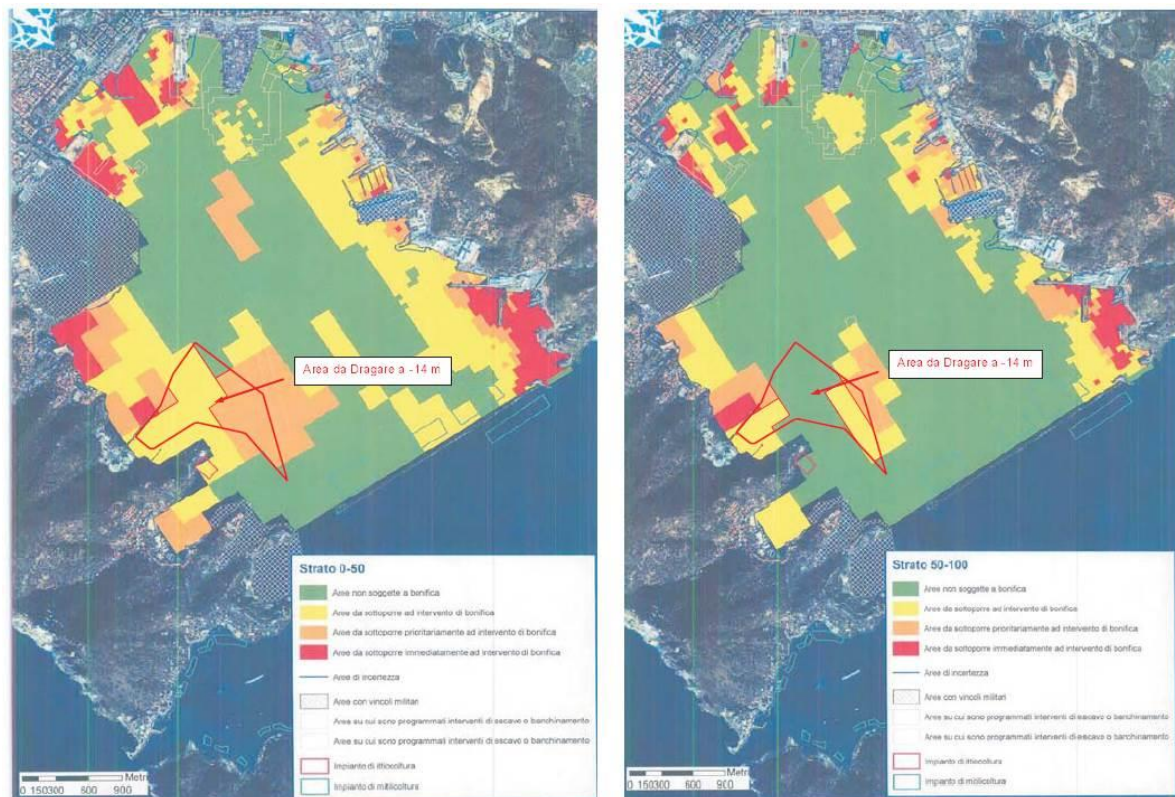 Area da Dragare a -14 m
Strato 0-50
Aree non soggette a bonifica
Aree da sottoporre ad intervento di bonifica
Aree da sottoporre prioritariamente ad intervento di bonifica
Aree da sottoporre immediatamente ad intervento di bonifica
Aree di incertezza
Aree con vincoli militari
Aree su cui sono programmati interventi di escavo o banchinamento
Aree su cui sono programmati interventi di escavo o banchinamento
Impianto di itticoltura
Impianto di mitilicoltura
Metri
0 150300 600 900
Area da Dragare a -14 m
Strato 50-100
Aree non soggette a bonifica
Aree da sottoporre ad intervento di bonifica
Aree da sottoporre prioritariamente ad intervento di bonifica
Aree da sottoporre immediatamente ad intervento di bonifica
Aree di incertezza
Aree con vincoli militari
Aree su cui sono programmati interventi di escavo o banchinamento
Aree su cui sono programmati interventi di escavo o banchinamento
Impianto di itticoltura
Impianto di mitilicoltura
Metri
0 150300 600 900